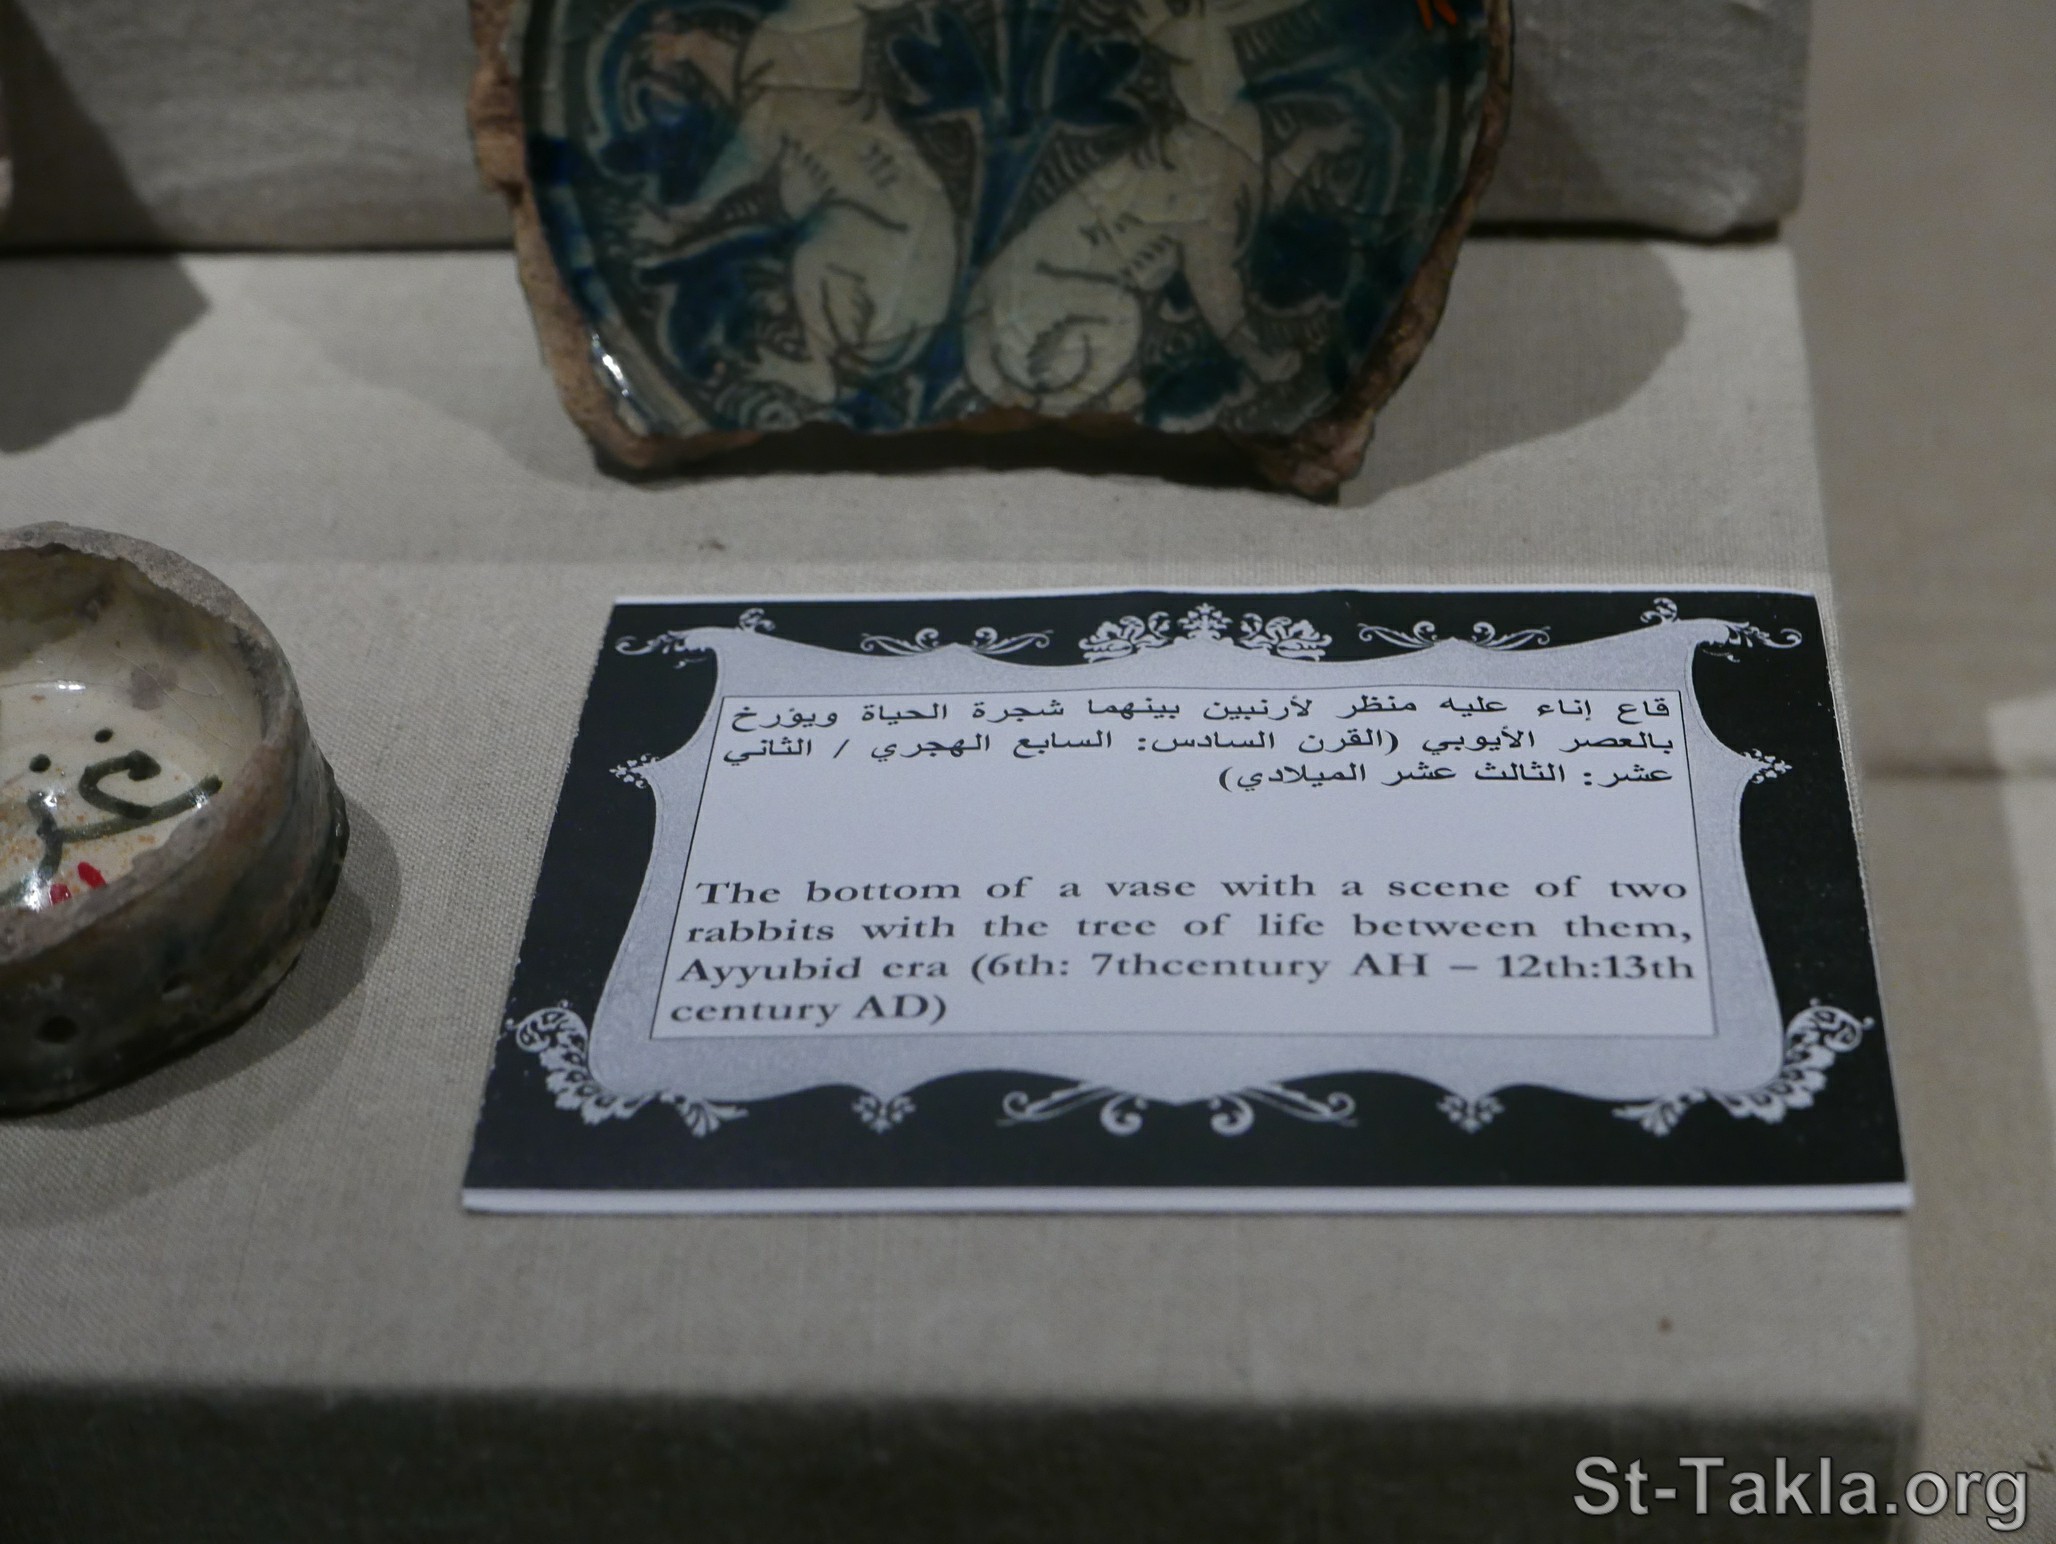 قاع إناء عليه منظر لأرنبين بينهما شجرة الحياة ويؤرخ
بالعصر الأيوبي (القرن السادس: السابع الهجري / الثاني
عشر: الثالث عشر الميلادي)
The bottom of a vase with a scene of two
rabbits with the tree of life between them,
Ayyubid era (6th: 7thcentury AH – 12th:13th
century AD)
St-Takla.org